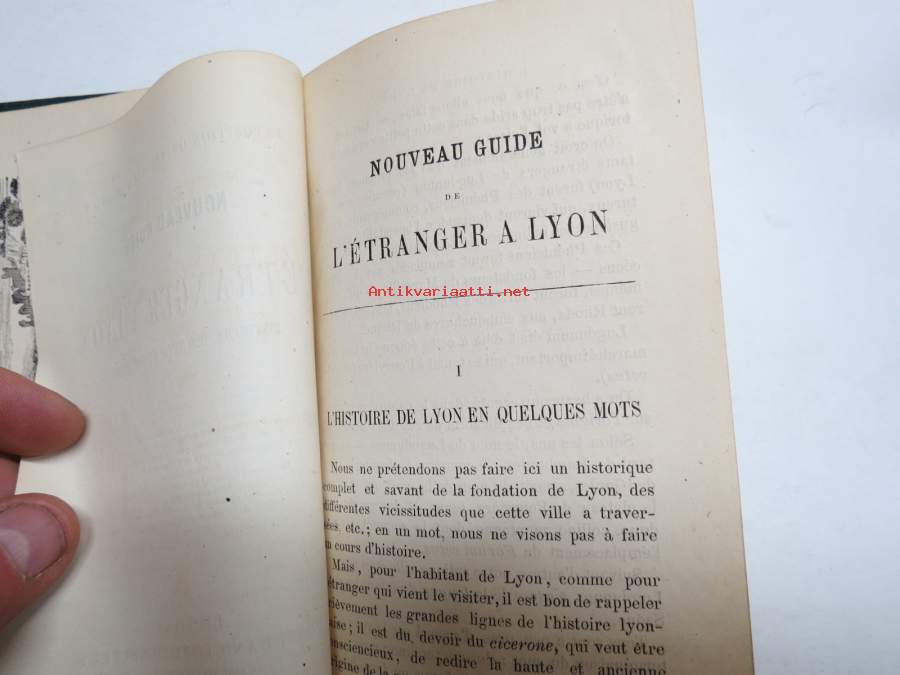 NOUVEAU GUIDE
DE
L'ÉTRANGER A LYON
Antikvariaatti.net
I
L'HISTOIRE DE LYON EN QUELQUES MOTS
Nous ne prétendons pas faire ici un historique
complet et savant de la fondation de Lyon, des
différentes vicissitudes que cette ville a traver-
sées, etc.; en un mot, nous ne visons pas à faire
un cours d'histoire.
Mais, pour l'habitant de Lyon, comme pour
étranger qui vient le visiter, il est bon de rappeler
brièvement les grandes lignes de l'histoire lyon-
naise; il est du devoir du cicerone, qui veut être
consciencieux, de redire la haute et ancienne
origine de la